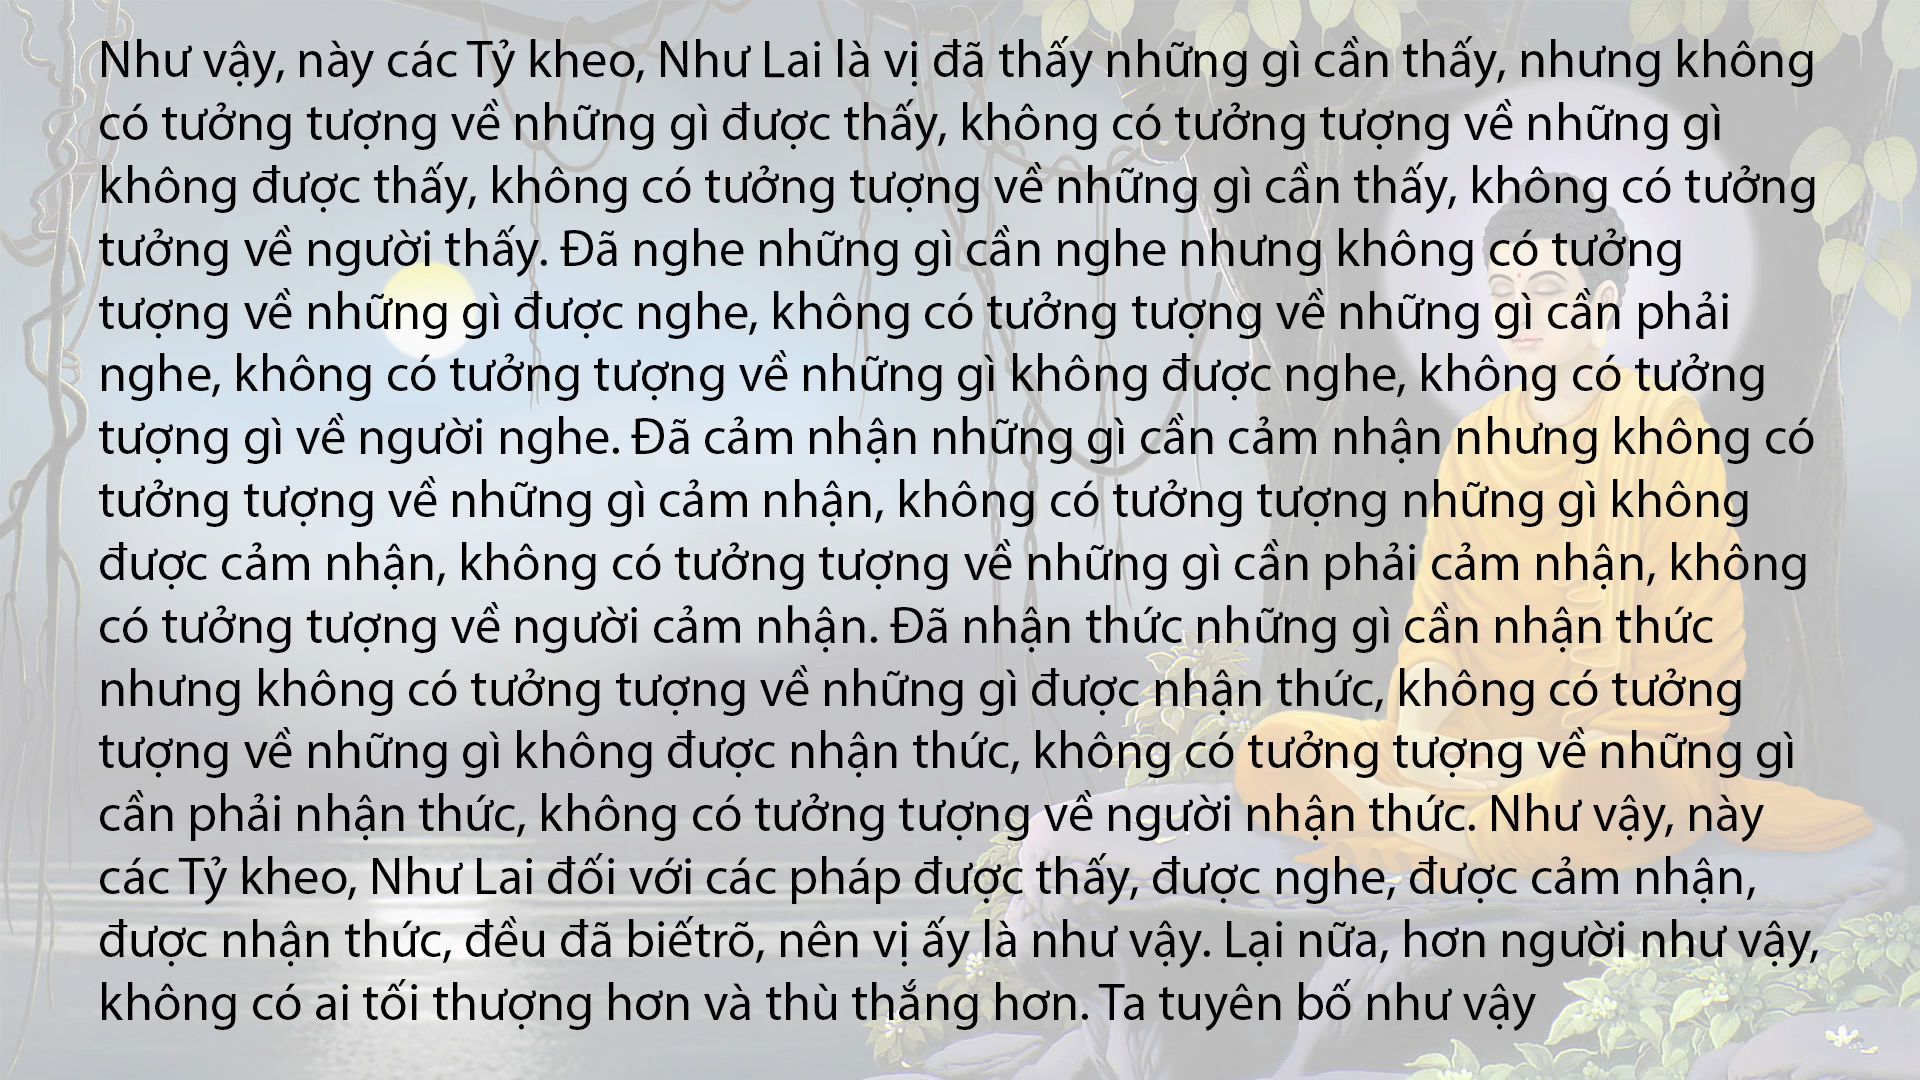 Như vậy, này các Tỷ kheo, Như Lai là vị đã thấy những gì cần thấy, nhưng không
có tưởng tượng về những gì được thấy, không có tưởng tượng về những gì
không được thấy, không có tưởng tượng về những gì cần thấy, không có tưởng
tưởng về người thấy. Đã nghe những gì cần nghe nhưng không có tưởng
tượng về những gì được nghe, không có tưởng tượng về những gì cần phải
nghe, không có tưởng tượng về những gì không được nghe, không có tưởng
tượng gì về người nghe. Đã cảm nhận những gì cần cảm nhận nhưng không có
tưởng tượng về những gì cảm nhận, không có tưởng tượng những gì không
được cảm nhận, không có tưởng tượng về những gì cần phải cảm nhận, không
có tưởng tượng về người cảm nhận. Đã nhận thức những gì cần nhận thức
nhưng không có tưởng tượng về những gì được nhận thức, không có tưởng
tượng về những gì không được nhận thức, không có tưởng tượng về những gì
cần phải nhận thức, không có tưởng tượng về người nhận thức. Như vậy, này
các Tỷ kheo, Như Lai đối với các pháp được thấy, được nghe, được cảm nhận,
được nhận thức, đều đã biếtrõ, nên vị ấy là như vậy. Lại nữa, hơn người như vậy,
không có ai tối thượng hơn và thù thắng hơn. Ta tuyên bố như vậy